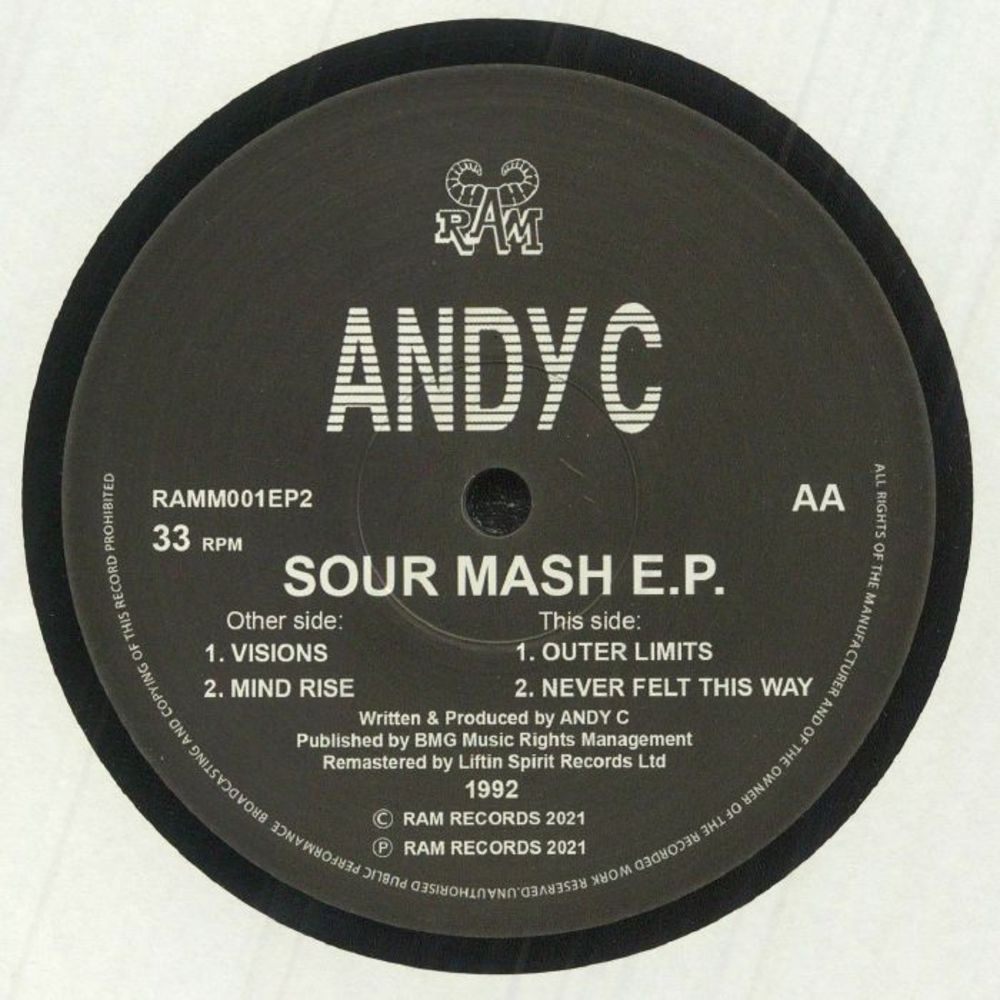 RAM
ANDY C
RAMM001EP2
AA
33 RPM
SOUR MASH E.P.
Other side:
1. VISIONS
2. MIND RISE
This side:
1. OUTER LIMITS
2. NEVER FELT THIS WAY
Written & Produced by ANDY C
Published by BMG Music Rights Management
Remastered by Liftin Spirit Records Ltd
1992
© RAM RECORDS 2021
℗ RAM RECORDS 2021
ALL RIGHTS OF THE MANUFACTURER AND OF THE OWNER OF THE RECORDED WORK RESERVED.UNAUTHORISED PUBLIC PERFORMANCE BROADCASTING AND COPYING OF THIS RECORD PROHIBITED